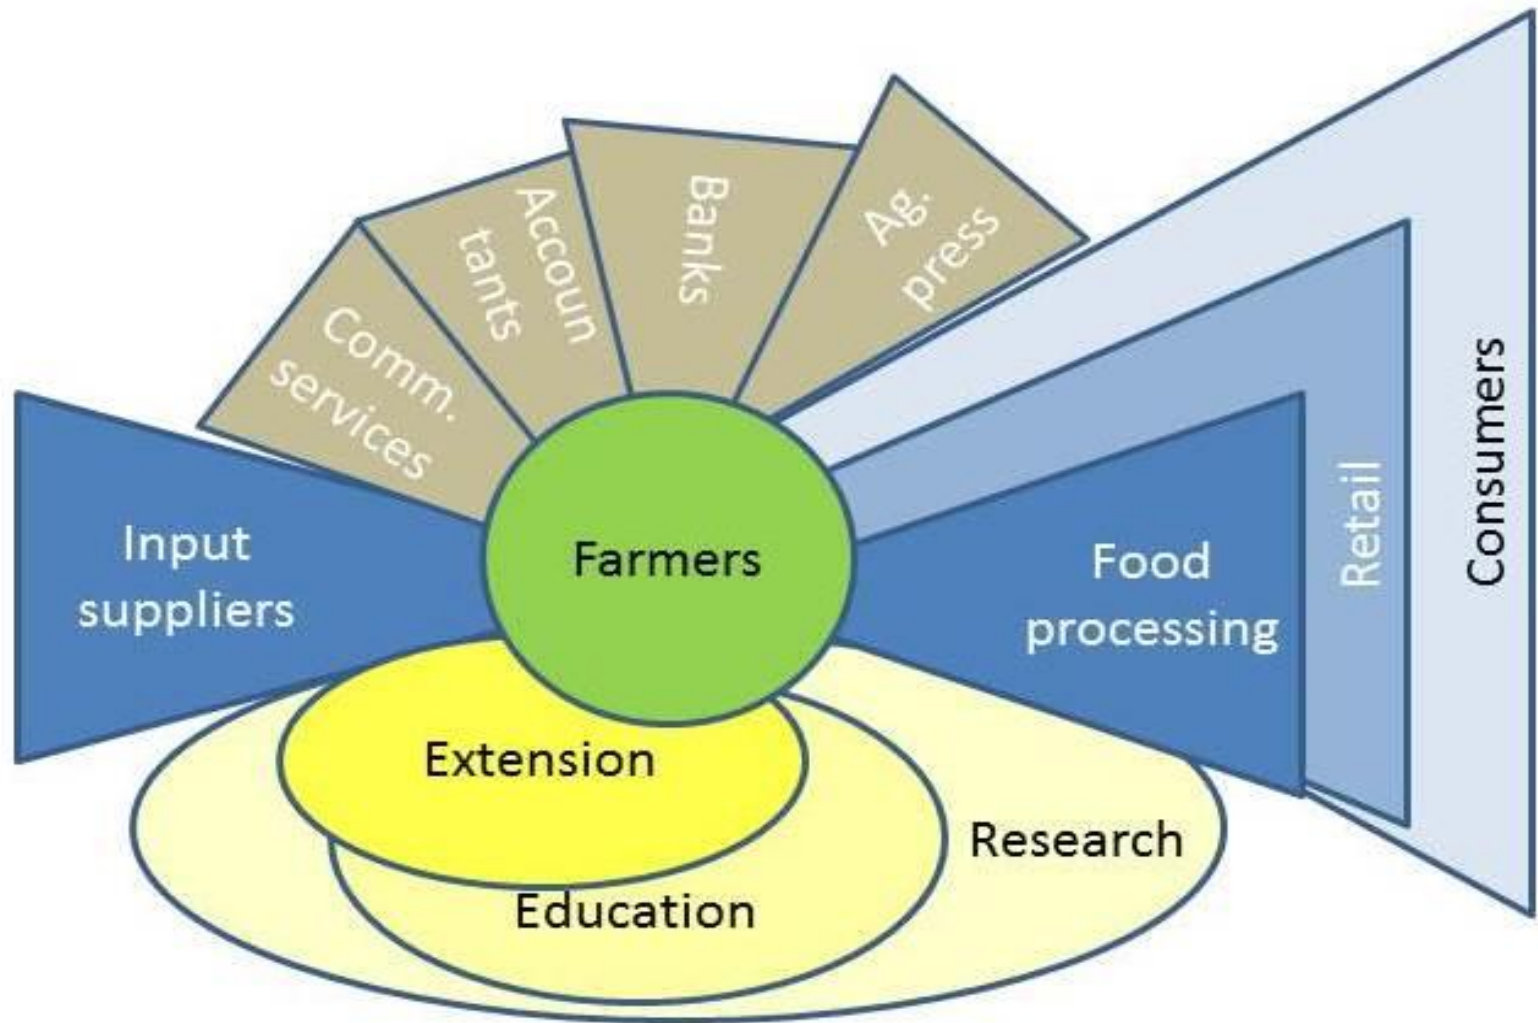 Ag.
press
Banks
Accoun
tants
Comm.
services
Input
suppliers
Farmers
Food
processing
Retail
Consumers
Extension
Research
Education